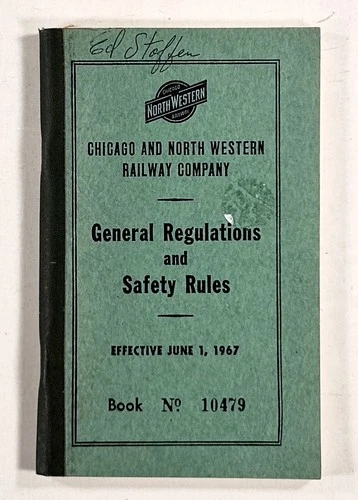 Ed Stoffen
CHICAGO
NORTH WESTERN
RAILWAY
CHICAGO AND NORTH WESTERN
RAILWAY COMPANY
General Regulations
and
Safety Rules
EFFECTIVE JUNE 1, 1967
Book Nº 10479